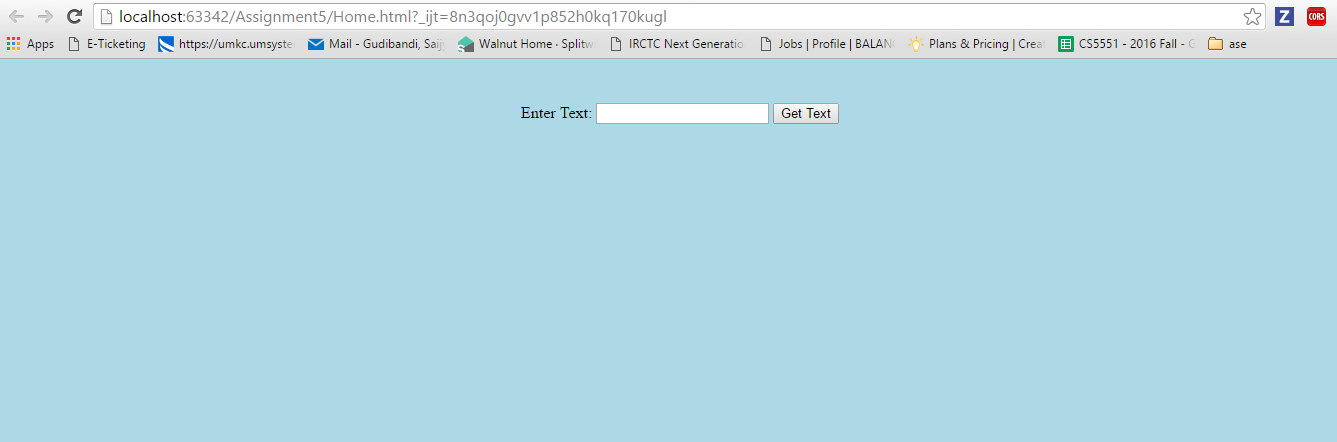 localhost:63342/Assignment5/Home.html?_ijt=8n3qoj0gvv1p852h0kq170kugl
Z CORS
Apps E-Ticketing https://umkc.umsyste Mail - Gudibandi, Saij Walnut Home · Splitw IRCTC Next Generatio Jobs | Profile | BALAN Plans & Pricing | Creat CS5551 - 2016 Fall - G ase
Enter Text: Get Text